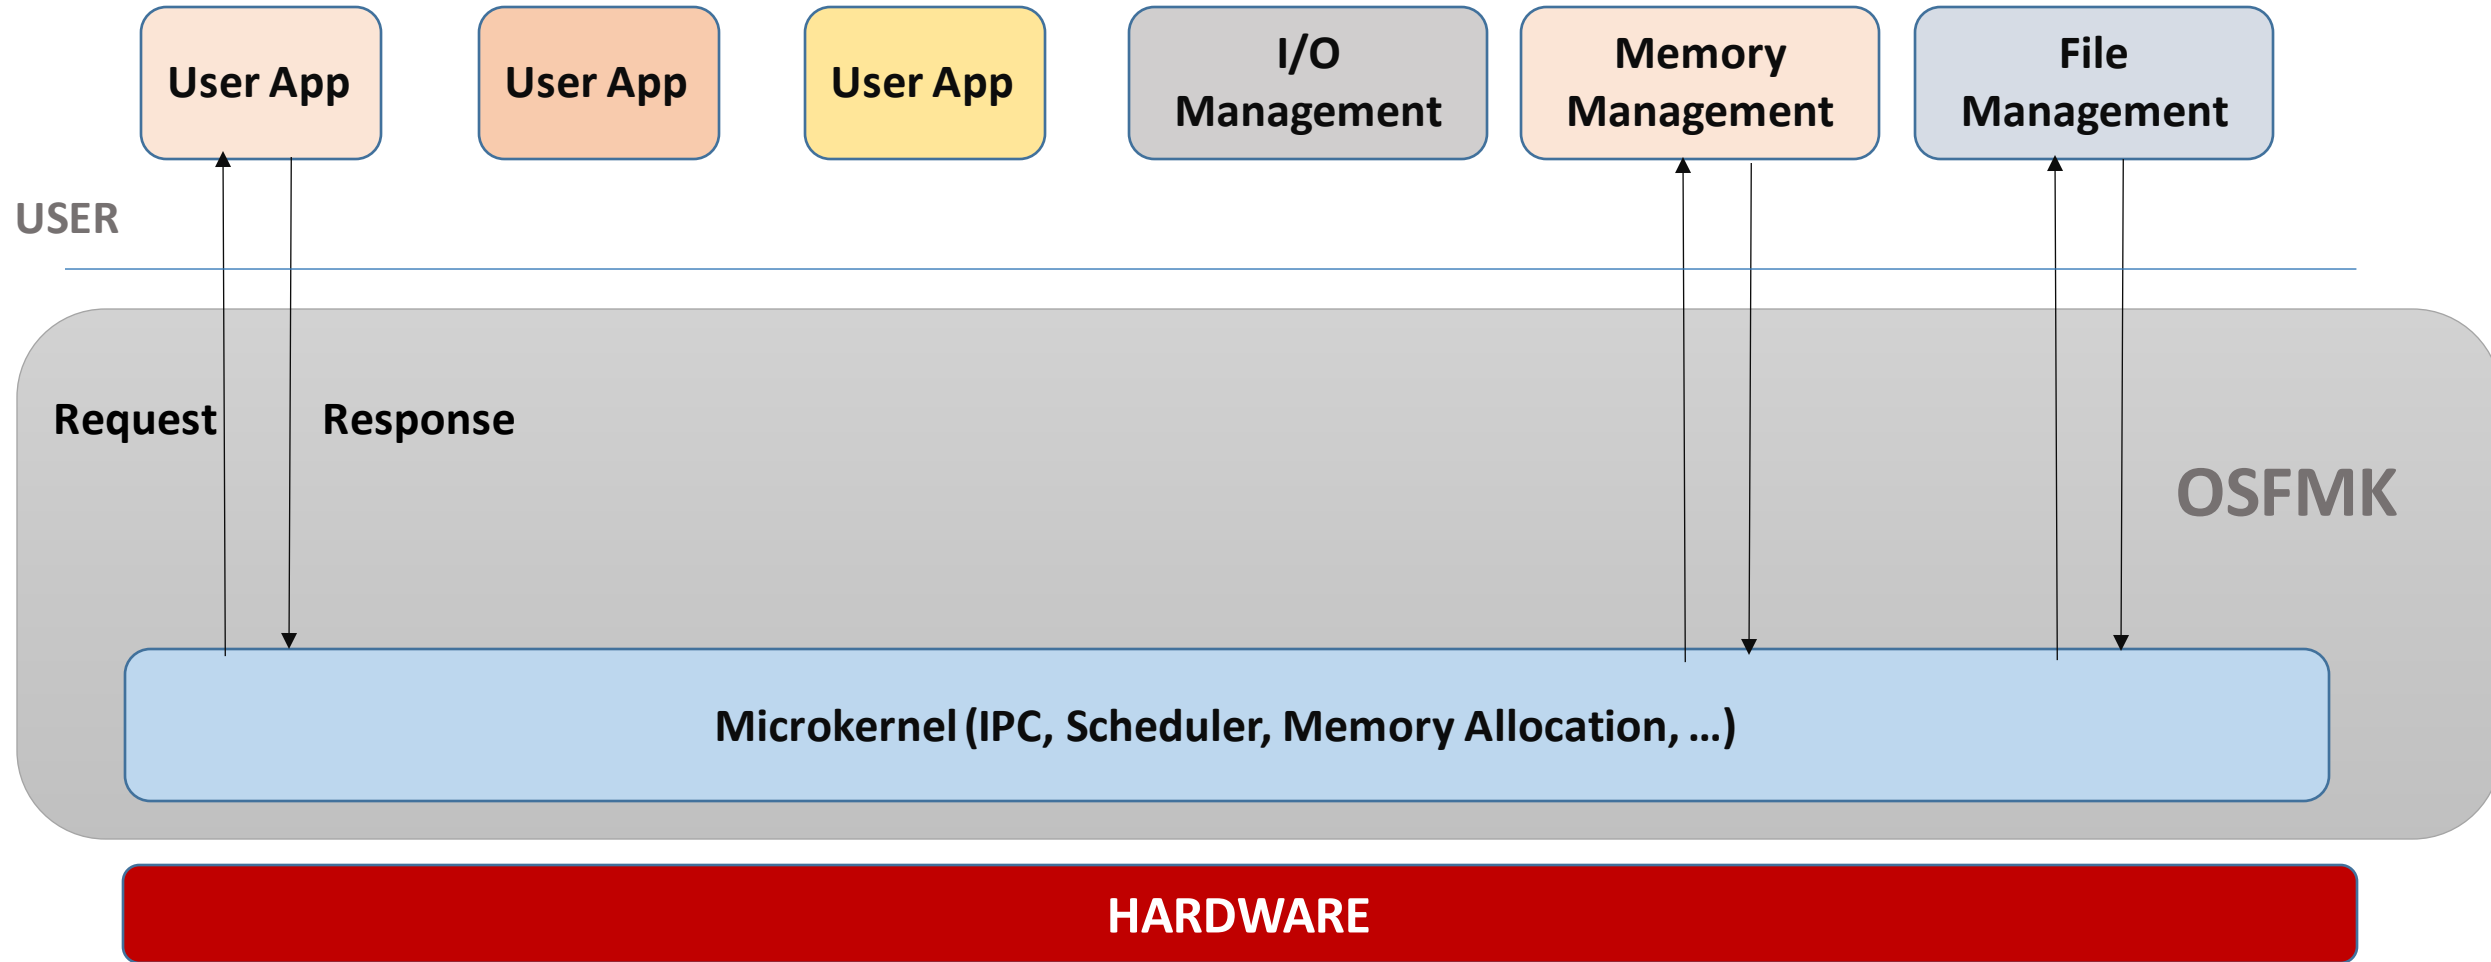 User App
User App
User App
I/O
Management
Memory
Management
File
Management
USER
Request
Response
OSFMK
Microkernel (IPC, Scheduler, Memory Allocation, ...)
HARDWARE